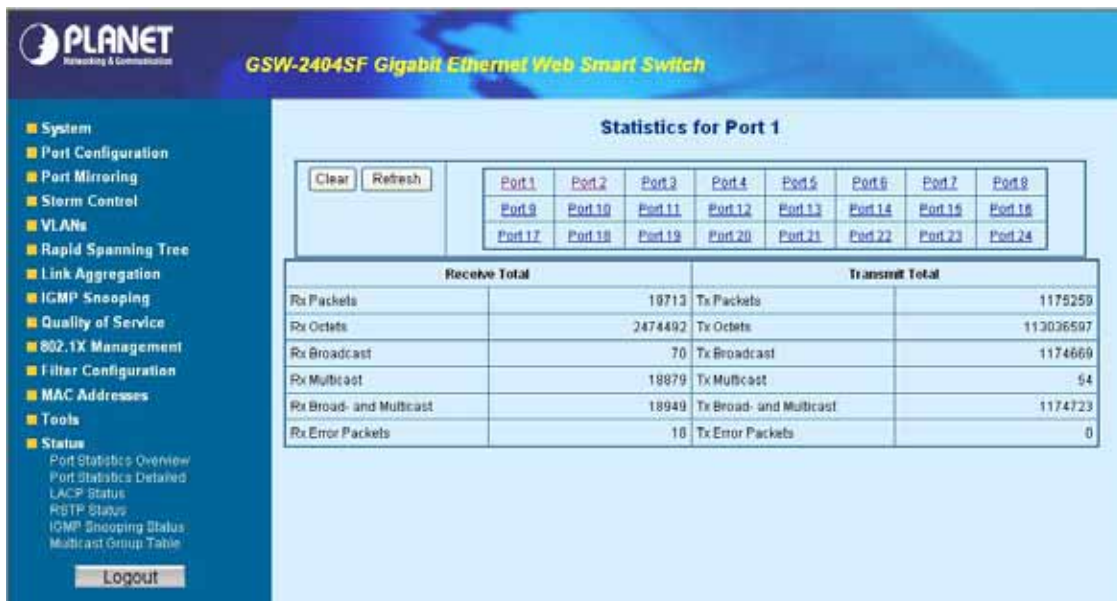 PLANET
Networking & Communication
GSW-2404SF Gigabit Ethernet Web Smart Switch
System
Port Configuration
Port Mirroring
Storm Control
VLANs
Rapid Spanning Tree
Link Aggregation
IGMP Snooping
Quality of Service
802.1X Management
Filter Configuration
MAC Addresses
Tools
Status
Port Statistics Overview
Port Statistics Detailed
LACP Status
RSTP Status
IGMP Snooping Status
Multicast Group Table
Logout
Statistics for Port 1
Clear Refresh
Port 1 Port 2 Port 3 Port 4 Port 5 Port 6 Port 7 Port 8
Port 9 Port 10 Port 11 Port 12 Port 13 Port 14 Port 15 Port 16
Port 17 Port 18 Port 19 Port 20 Port 21 Port 22 Port 23 Port 24
Receive Total Transmit Total
Rx Packets 19713 Tx Packets 1175259
Rx Octets 2474492 Tx Octets 113036597
Rx Broadcast 70 Tx Broadcast 1174669
Rx Multicast 18879 Tx Multicast 54
Rx Broad- and Multicast 18949 Tx Broad- and Multicast 1174723
Rx Error Packets 18 Tx Error Packets 0